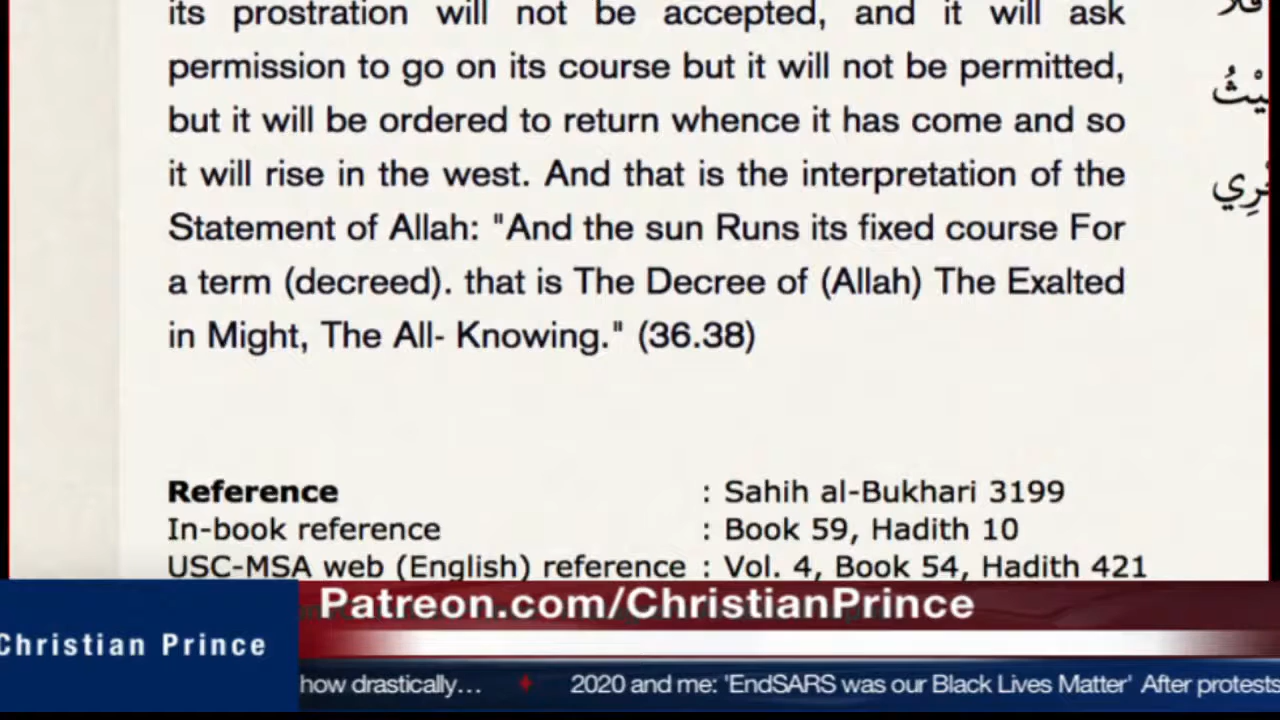 its prostration will not be accepted, and it will ask
permission to go on its course but it will not be permitted,
but it will be ordered to return whence it has come and so
it will rise in the west. And that is the interpretation of the
Statement of Allah: "And the sun Runs its fixed course For
a term (decreed). that is The Decree of (Allah) The Exalted
in Might, The All- Knowing." (36.38)
Reference : Sahih al-Bukhari 3199
In-book reference : Book 59, Hadith 10
USC-MSA web (English) reference : Vol. 4, Book 54, Hadith 421
Patreon.com/ChristianPrince
Christian Prince
how drastically… ♦ 2020 and me: 'EndSARS was our Black Lives Matter' After protests